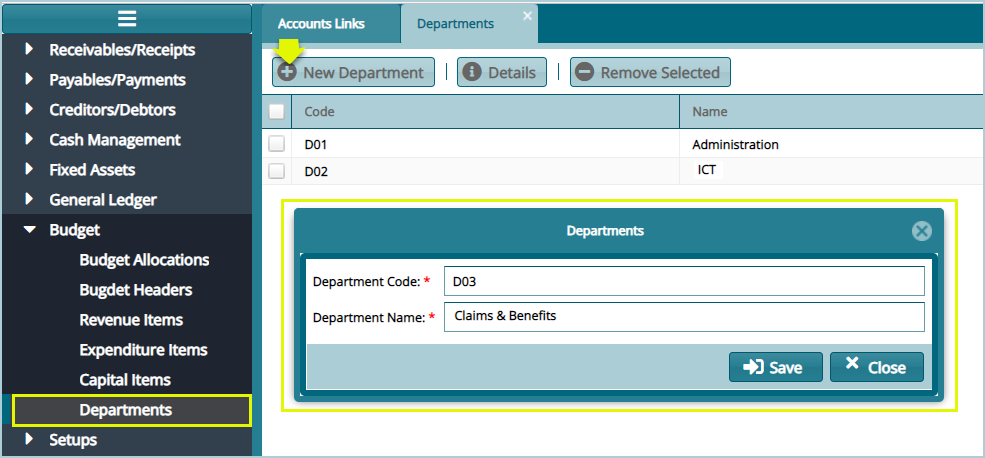 Accounts Links
Departments
Receivables/Receipts
Payables/Payments
Creditors/Debtors
Cash Management
Fixed Assets
General Ledger
Budget
Budget Allocations
Bugdet Headers
Revenue Items
Expenditure Items
Capital Items
Departments
Setups
New Department | Details | Remove Selected
Code Name
D01 Administration
D02 ICT
Departments
Department Code: * D03
Department Name: * Claims & Benefits
Save Close